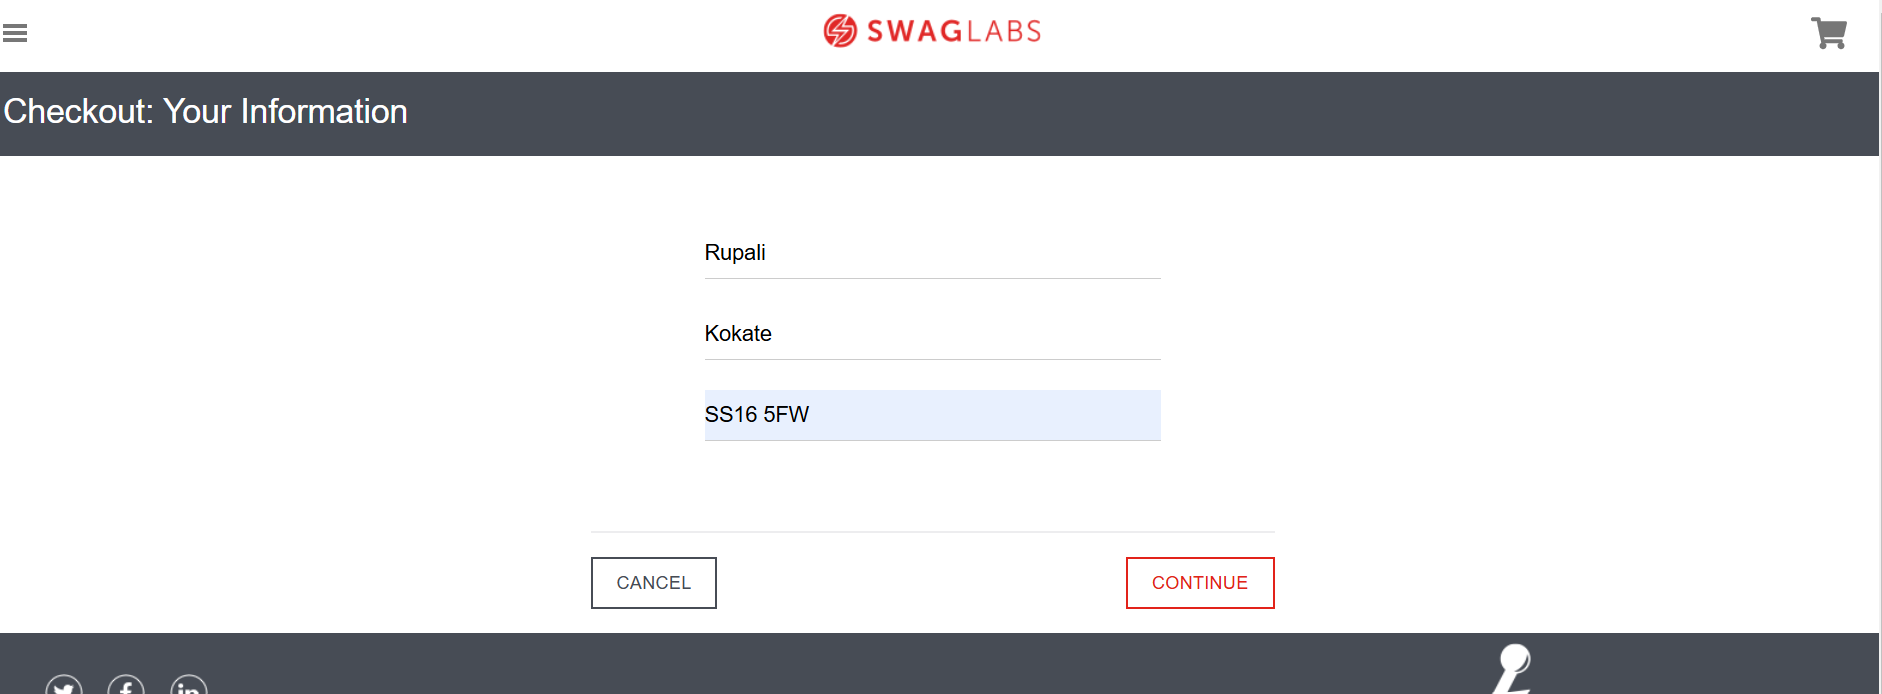 SWAGLABS
Checkout: Your Information
Rupali
Kokate
SS16 5FW
CANCEL
CONTINUE